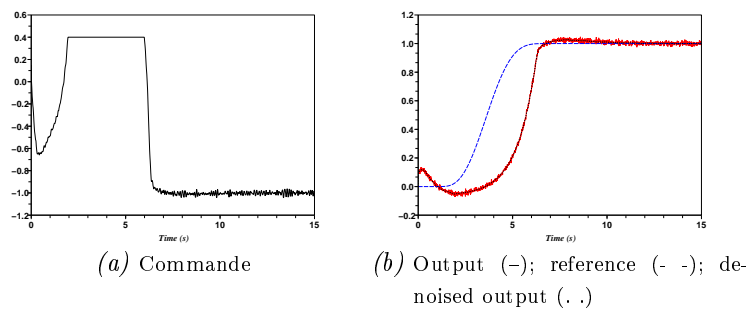 0.6
0.4
0.2
0.0
−0.2
−0.4
−0.6
−0.8
−1.0
−1.2
0 5 10 15
Time (s)
(a) Commande
1.2
1.0
0.8
0.6
0.4
0.2
0.0
−0.2
0 5 10 15
Time (s)
(b) Output (–); reference (- -); de-
noised output (. .)